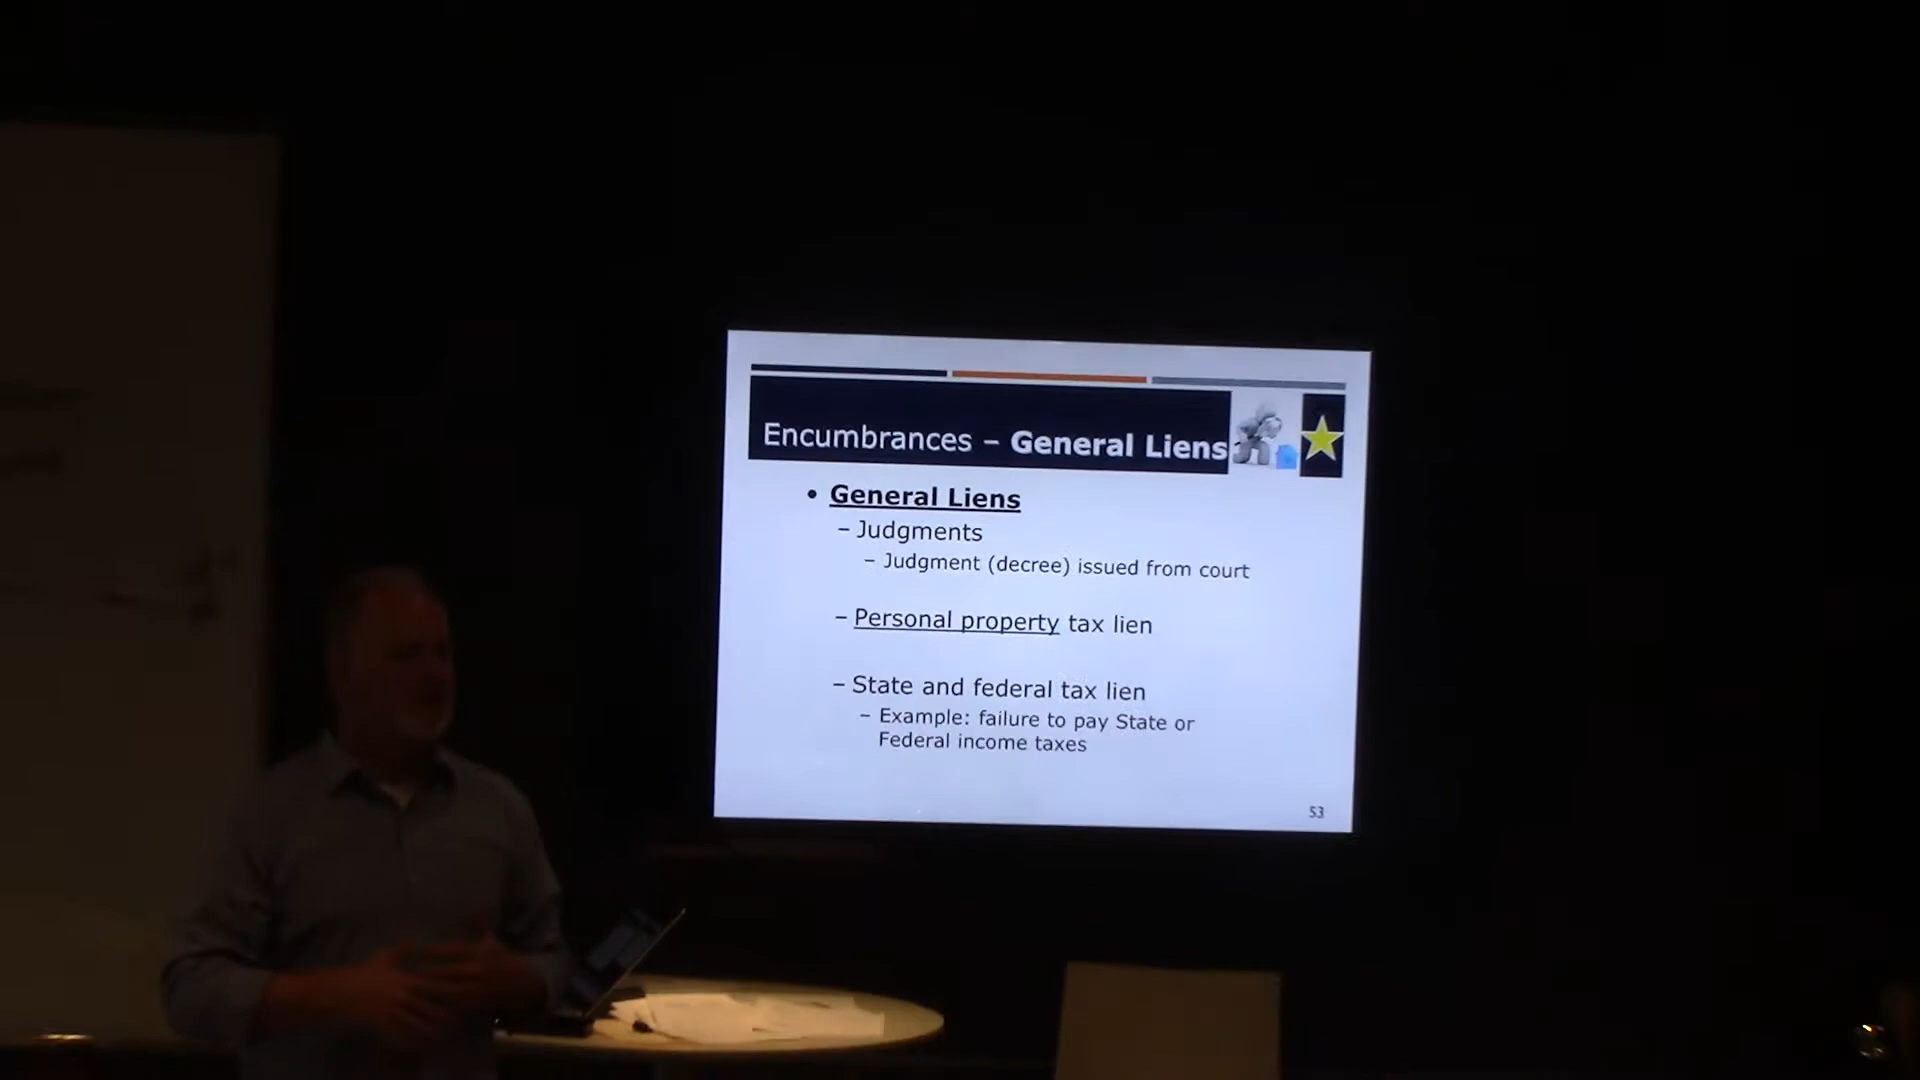 Encumbrances – General Liens
• General Liens
– Judgments
– Judgment (decree) issued from court
– Personal property tax lien
– State and federal tax lien
– Example: failure to pay State or
Federal income taxes
53